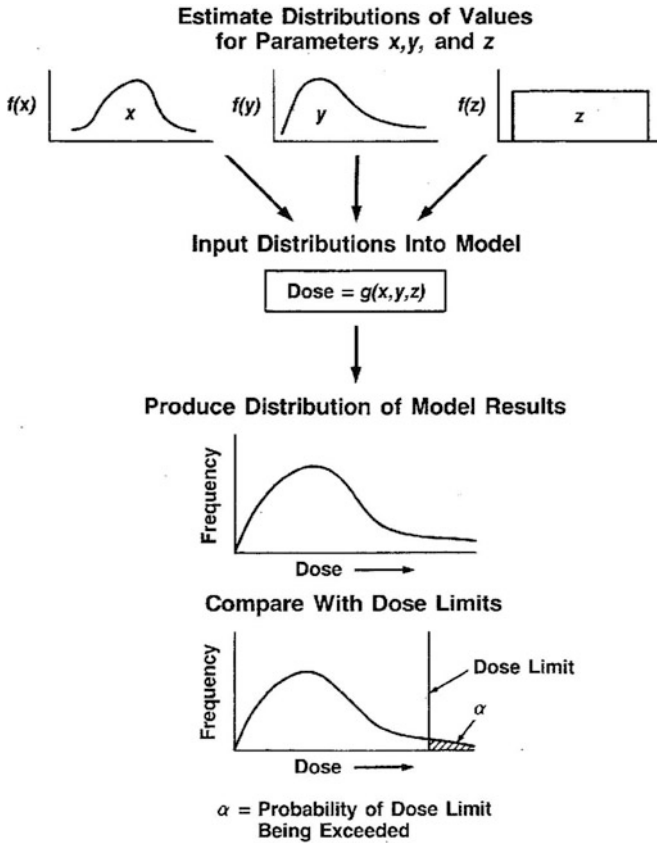 Estimate Distributions of Values
for Parameters x,y, and z
f(x)
x
f(y)
y
f(z)
z
Input Distributions Into Model
Dose = g(x,y,z)
Produce Distribution of Model Results
Frequency
Dose
Compare With Dose Limits
Frequency
Dose Limit
α
Dose
α = Probability of Dose Limit
Being Exceeded